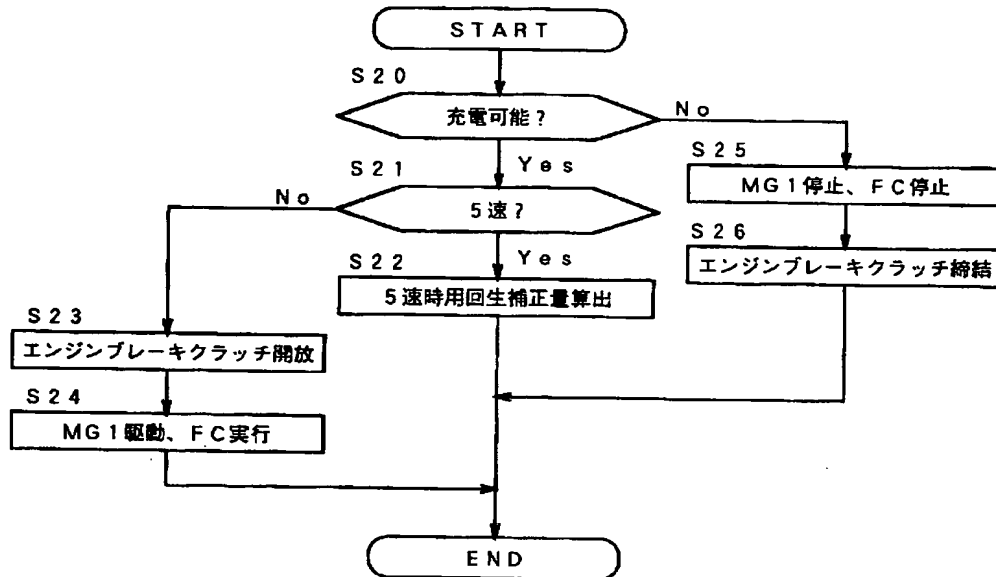 START
S20
充電可能?
No
S25
MG1停止、FC停止
S26
エンジンブレーキクラッチ締結
Yes
S21
5速?
No
Yes
S22
5速時用回生補正量算出
S23
エンジンブレーキクラッチ開放
S24
MG1駆動、FC実行
END